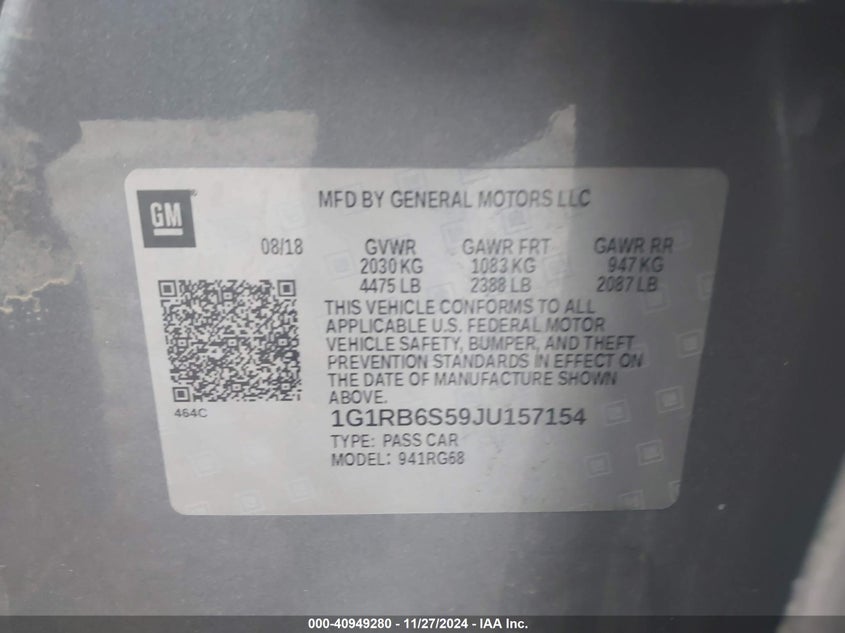 GM
MFD BY GENERAL MOTORS LLC
08/18 GVWR GAWR FRT GAWR RR
2030 KG 1083 KG 947 KG
4475 LB 2388 LB 2087 LB
THIS VEHICLE CONFORMS TO ALL
APPLICABLE U.S. FEDERAL MOTOR
VEHICLE SAFETY, BUMPER, AND THEFT
PREVENTION STANDARDS IN EFFECT ON
THE DATE OF MANUFACTURE SHOWN
ABOVE.
464C
1G1RB6S59JU157154
TYPE: PASS CAR
MODEL: 941RG68
000-40949280 - 11/27/2024 - IAA Inc.